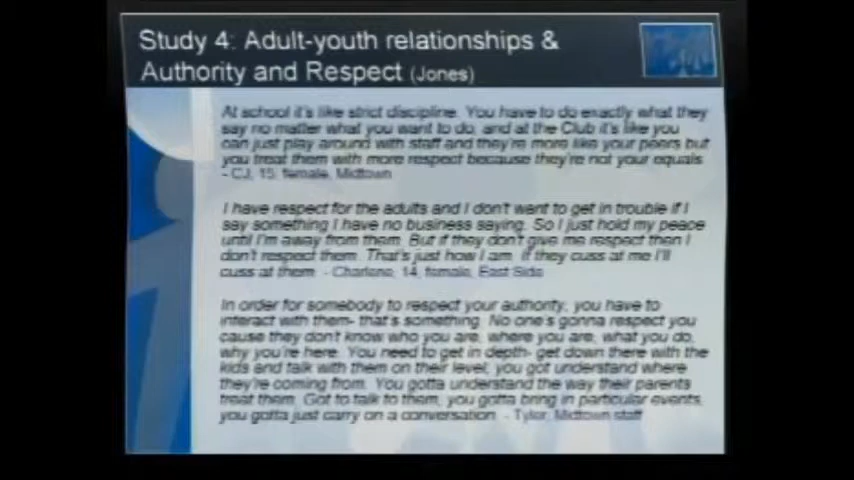 Study 4: Adult-youth relationships &
Authority and Respect (Jones)
At school it's like strict discipline. You have to do exactly what they
say no matter what you want to do, and at the Club it's like you
can just play around with staff and they're more like your peers but
you treat them with more respect because they're not your equals
- CJ, 15, female, Midtown
I have respect for the adults and I don't want to get in trouble if I
say something I have no business saying. So I just hold my peace
until I'm away from them. But if they don't give me respect then I
don't respect them. That's just how I am. If they cuss at me I'll
cuss at them. - Charlene, 14, female, East Side
In order for somebody to respect your authority, you have to
interact with them- that's something. No one's gonna respect you
cause they don't know who you are, where you are, what you do,
why you're here. You need to get in depth- get down there with the
kids and talk with them on their level, you got understand where
they're coming from. You gotta understand the way their parents
treat them. Got to talk to them, you gotta bring in particular events,
you gotta just carry on a conversation. - Tyler, Midtown staff